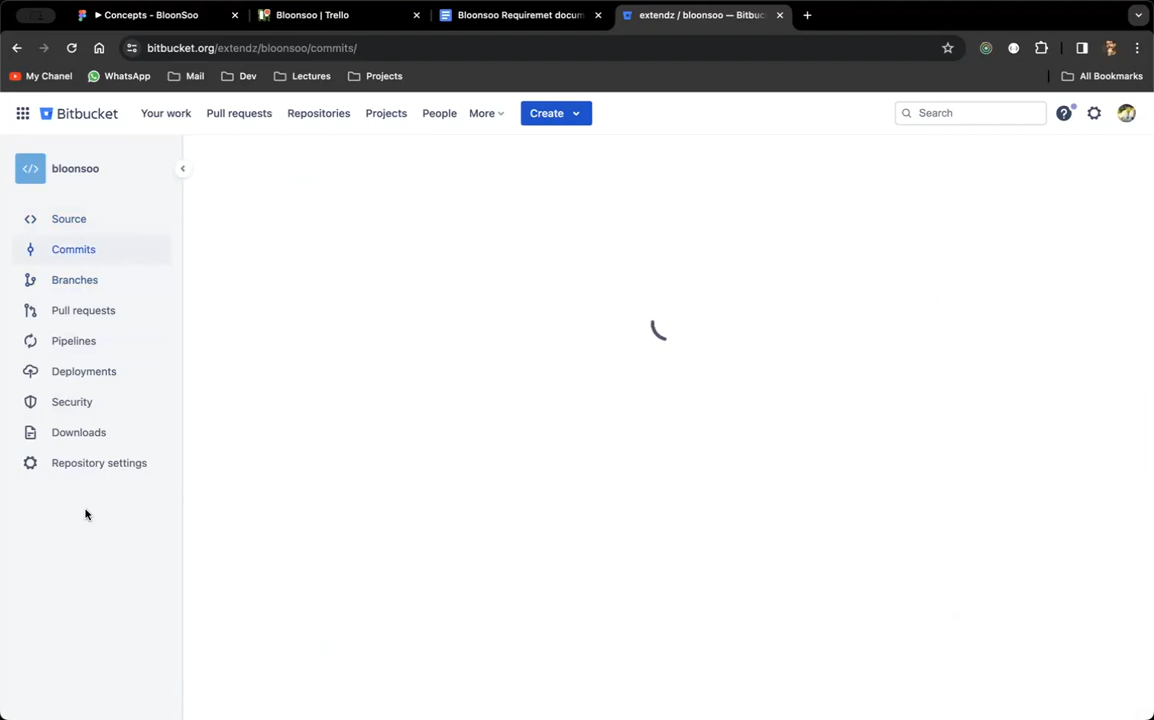 ▶ Concepts - BloonSoo
Bloonsoo | Trello
Bloonsoo Requiremet docum
extendz / bloonsoo — Bitbuc
bitbucket.org/extendz/bloonsoo/commits/
My Chanel
WhatsApp
Mail
Dev
Lectures
Projects
All Bookmarks
Bitbucket
Your work
Pull requests
Repositories
Projects
People
More
Create
Search
bloonsoo
Source
Commits
Branches
Pull requests
Pipelines
Deployments
Security
Downloads
Repository settings